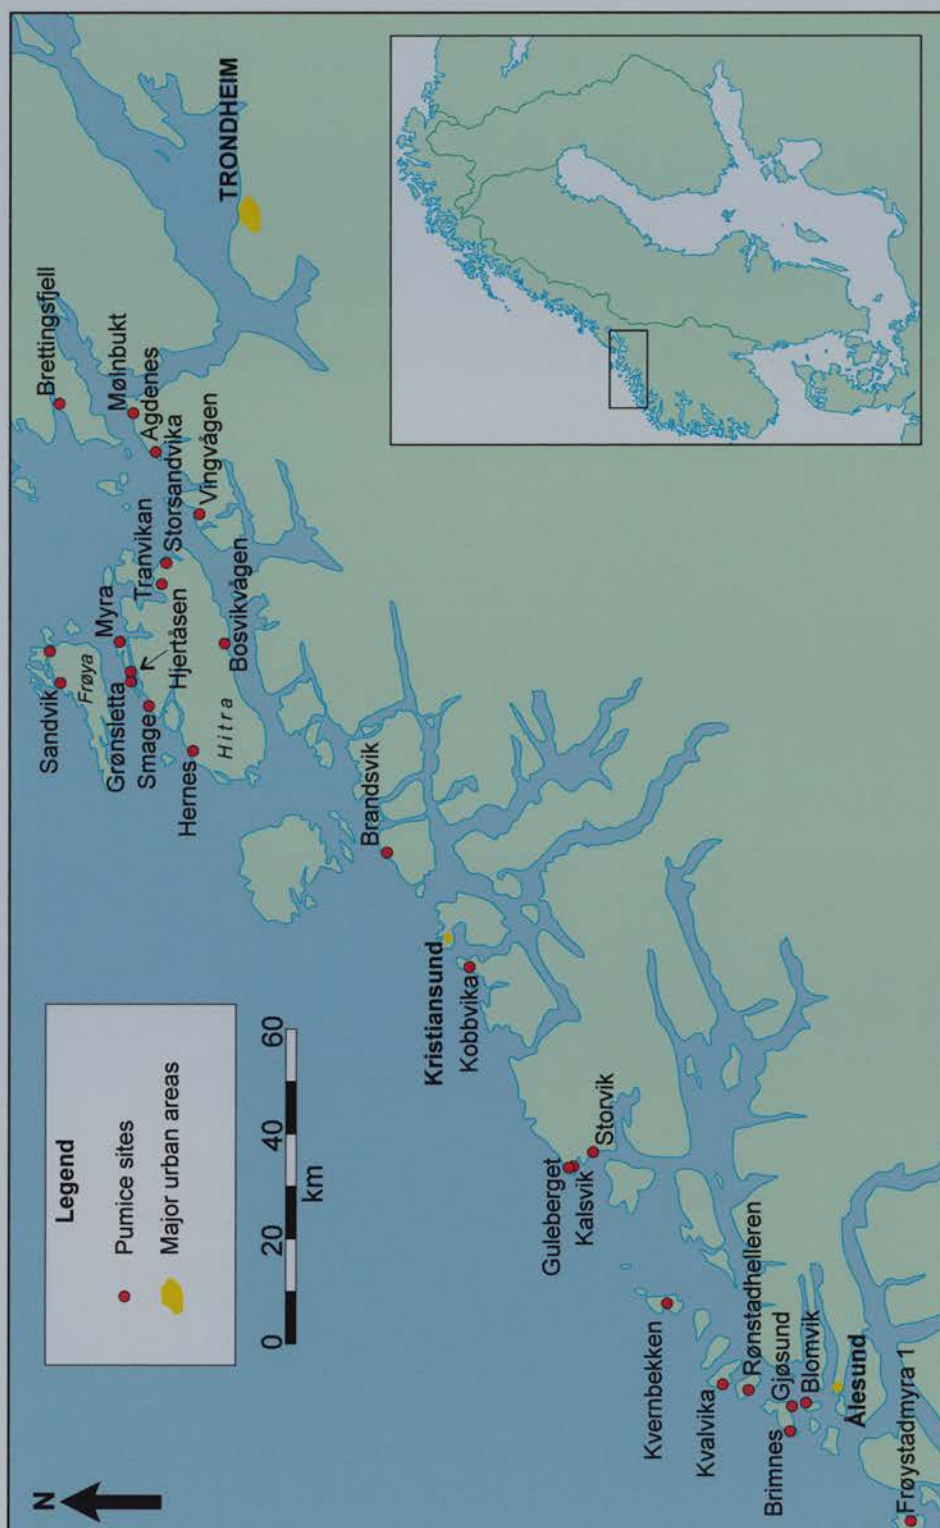 N
Legend
Pumice sites
Major urban areas
0
20
40
60
km
Sandvik
Frøya
Grønsletta
Myra
Smage
Hjertåsen
Hernes
Hitra
Tranvikan
Storsandvika
Bosvikvågen
Brettingsfjell
Mølnbukt
Agdenes
Vingvågen
TRONDHEIM
Brandsvik
Kristiansund
Kobbvika
Guleberget
Kalsvik
Storvik
Kvernbekken
Kvalvika
Rønstadhelleren
Brimnes
Gjøsund
Blomvik
Ålesund
Frøystadmyra 1